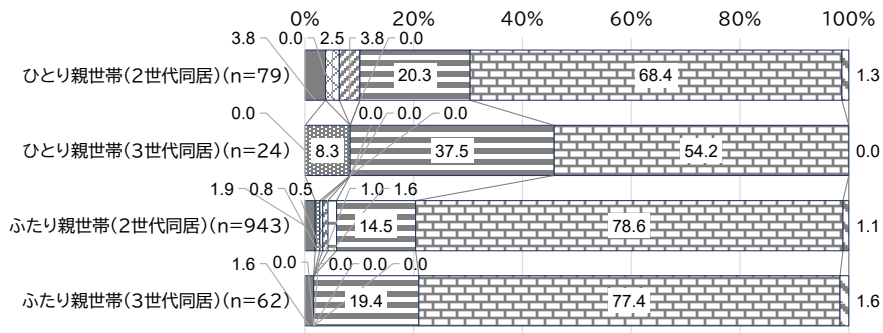 0% 20% 40% 60% 80% 100%
3.8 0.0 2.5 3.8 0.0
ひとり親世帯(2世代同居)(n=79) 20.3 68.4 1.3
0.0 0.0 0.0 0.0
ひとり親世帯(3世代同居)(n=24) 8.3 37.5 54.2 0.0
1.9 0.8 0.5 1.0 1.6
ふたり親世帯(2世代同居)(n=943) 14.5 78.6 1.1
1.6 0.0 0.0 0.0 0.0
ふたり親世帯(3世代同居)(n=62) 19.4 77.4 1.6